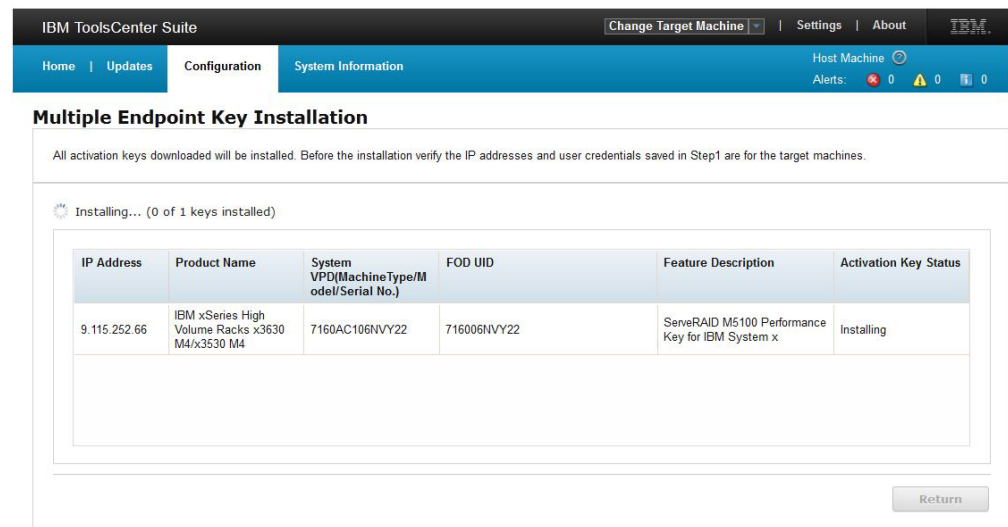 IBM ToolsCenter Suite
Change Target Machine | Settings | About
IBM.
Home | Updates
Configuration
System Information
Host Machine ?
Alerts: 0 0 0
Multiple Endpoint Key Installation
All activation keys downloaded will be installed. Before the installation verify the IP addresses and user credentials saved in Step1 are for the target machines.
Installing... (0 of 1 keys installed)
IP Address
Product Name
System
VPD(MachineType/M
odel/Serial No.)
FOD UID
Feature Description
Activation Key Status
9.115.252.66
IBM xSeries High
Volume Racks x3630
M4/x3530 M4
7160AC106NVY22
716006NVY22
ServeRAID M5100 Performance
Key for IBM System x
Installing
Return